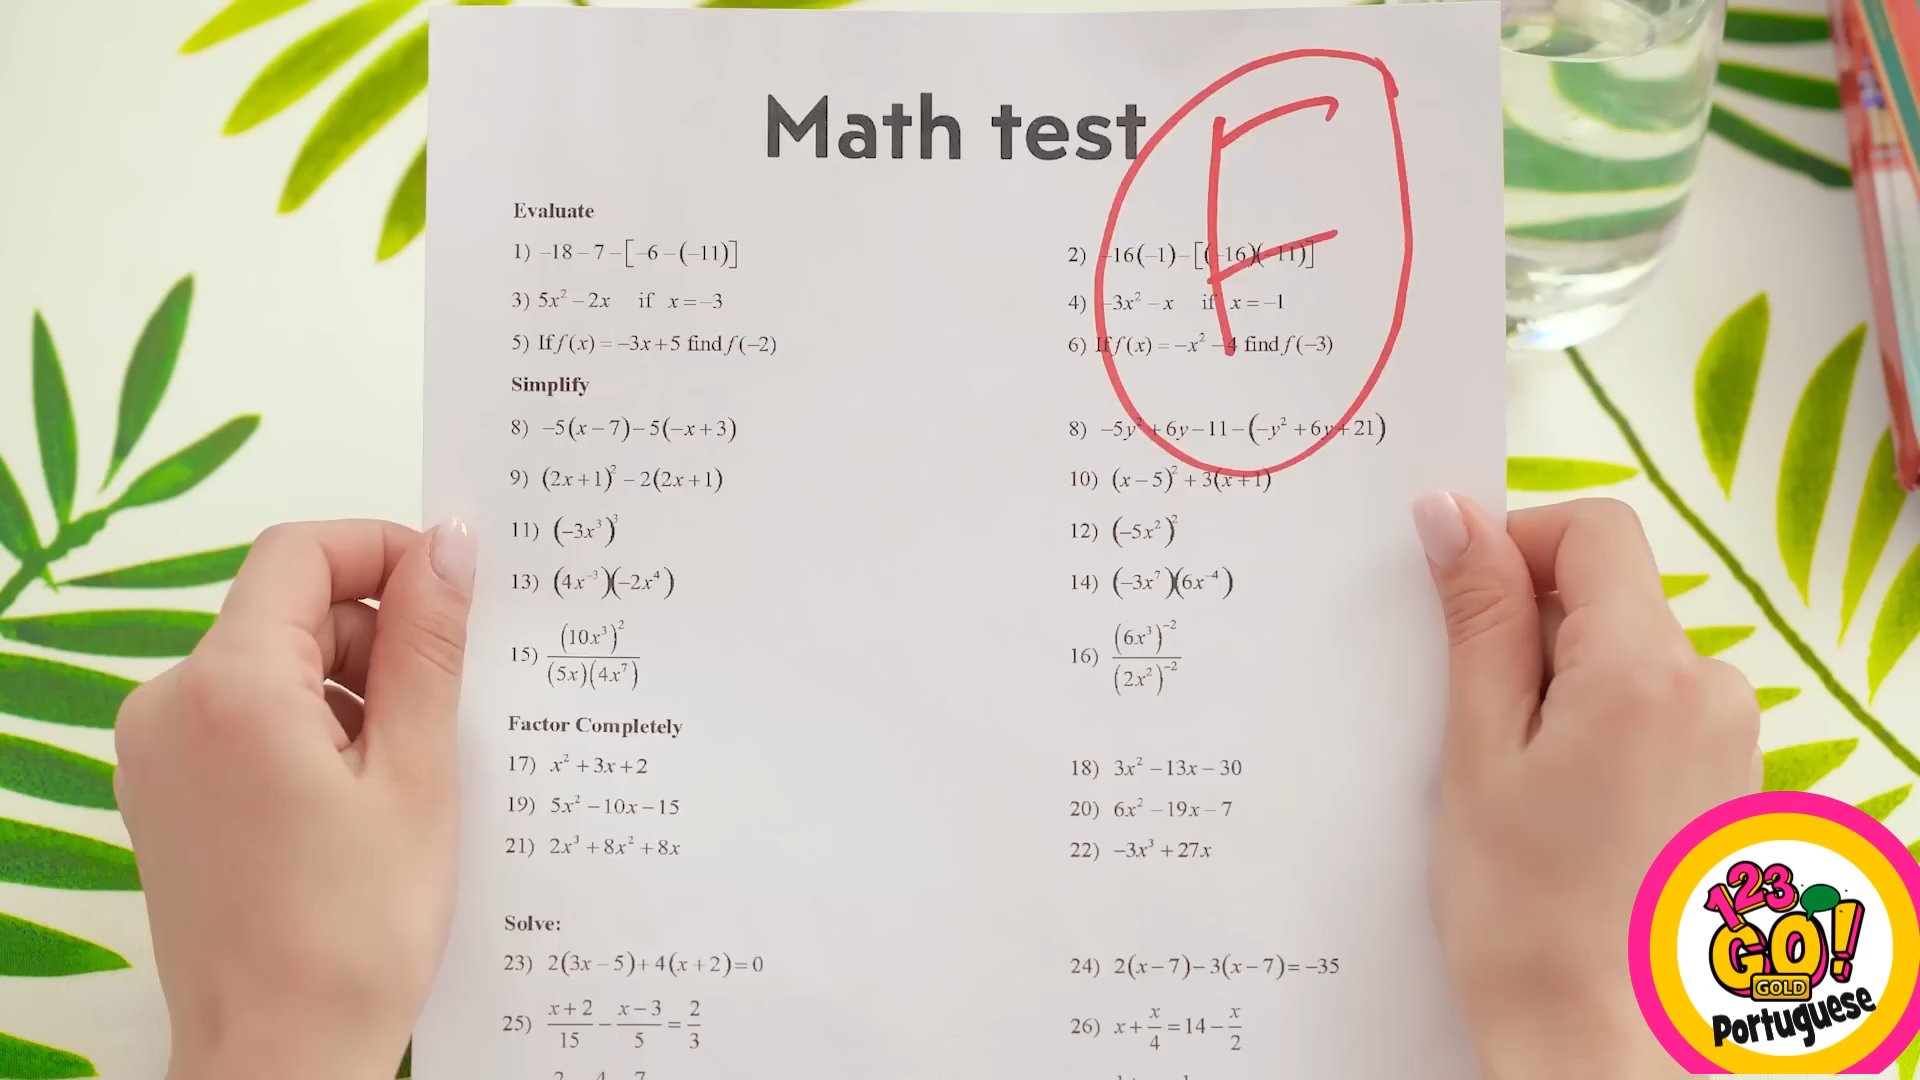 Math test
F
Evaluate
1) –18 – 7 – [–6 – (–11)]
2) –16(–1) – [(–16)(–11)]
3) 5x² – 2x if x = –3
4) –3x² – x if x = –1
5) If f(x) = –3x + 5 find f(–2)
6) If f(x) = –x² – 4 find f(–3)
Simplify
8) –5(x – 7) – 5(–x + 3)
8) –5y² + 6y – 11 – (–y² + 6y + 21)
9) (2x + 1)² – 2(2x + 1)
10) (x – 5)² + 3(x + 1)
11) (–3x³)³
12) (–5x²)²
13) (4x⁻³)(–2x⁴)
14) (–3x⁷)(6x⁻⁴)
15) (10x³)² / (5x)(4x⁷)
16) (6x³)⁻² / (2x²)⁻²
Factor Completely
17) x² + 3x + 2
18) 3x² – 13x – 30
19) 5x² – 10x – 15
20) 6x² – 19x – 7
21) 2x³ + 8x² + 8x
22) –3x³ + 27x
Solve:
23) 2(3x – 5) + 4(x + 2) = 0
24) 2(x – 7) – 3(x – 7) = –35
25) (x + 2)/15 – (x – 3)/5 = 2/3
26) x + x/4 = 14 – x/2
123
GO!
GOLD
Portuguese